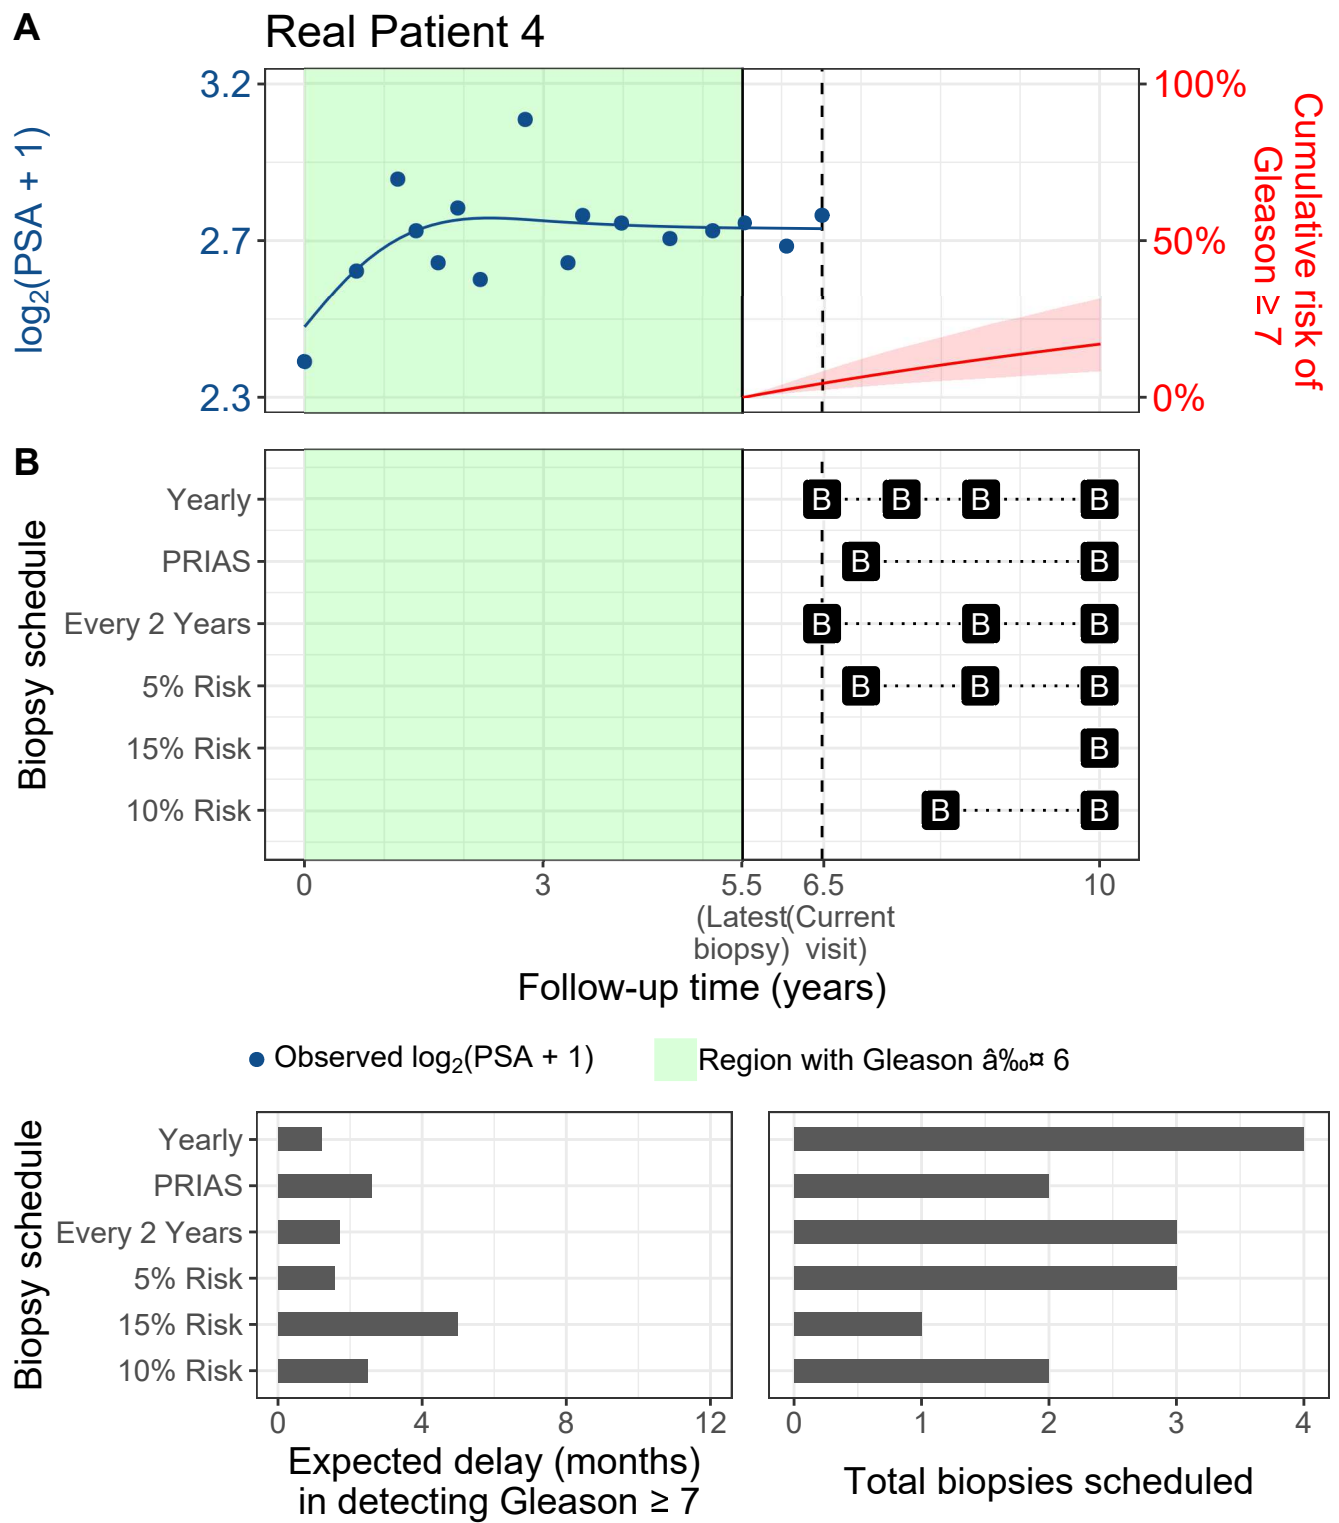 A
Real Patient 4
3.2
2.7
2.3
log₂(PSA + 1)
100%
50%
0%
Cumulative risk of
Gleason ≥ 7
B
Biopsy schedule
Yearly
B B B B
PRIAS
B B
Every 2 Years
B B B
5% Risk
B B B
15% Risk
B
10% Risk
B B
0 3 5.5 6.5 10
(Latest (Current
biopsy) visit)
Follow-up time (years)
Observed log₂(PSA + 1)
Region with Gleason â‰¤ 6
Biopsy schedule
Yearly
PRIAS
Every 2 Years
5% Risk
15% Risk
10% Risk
0 4 8 12
Expected delay (months)
in detecting Gleason ≥ 7
0 1 2 3 4
Total biopsies scheduled